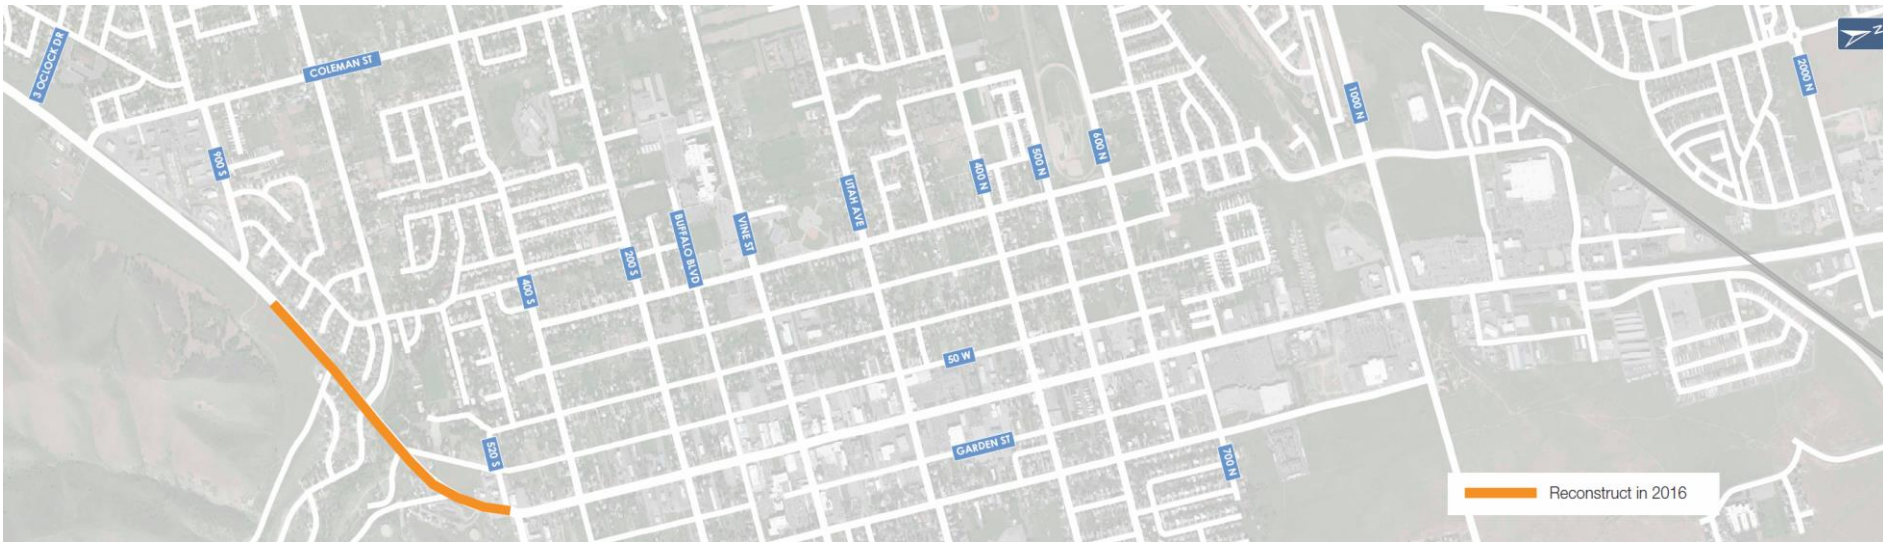 3 OCLOCK DR
COLEMAN ST
900 S
400 S
200 S
BUFFALO BLVD
VINE ST
UTAH AVE
400 N
500 N
600 N
1000 N
2000 N
N
50 W
520 S
GARDEN ST
700 N
Reconstruct in 2016